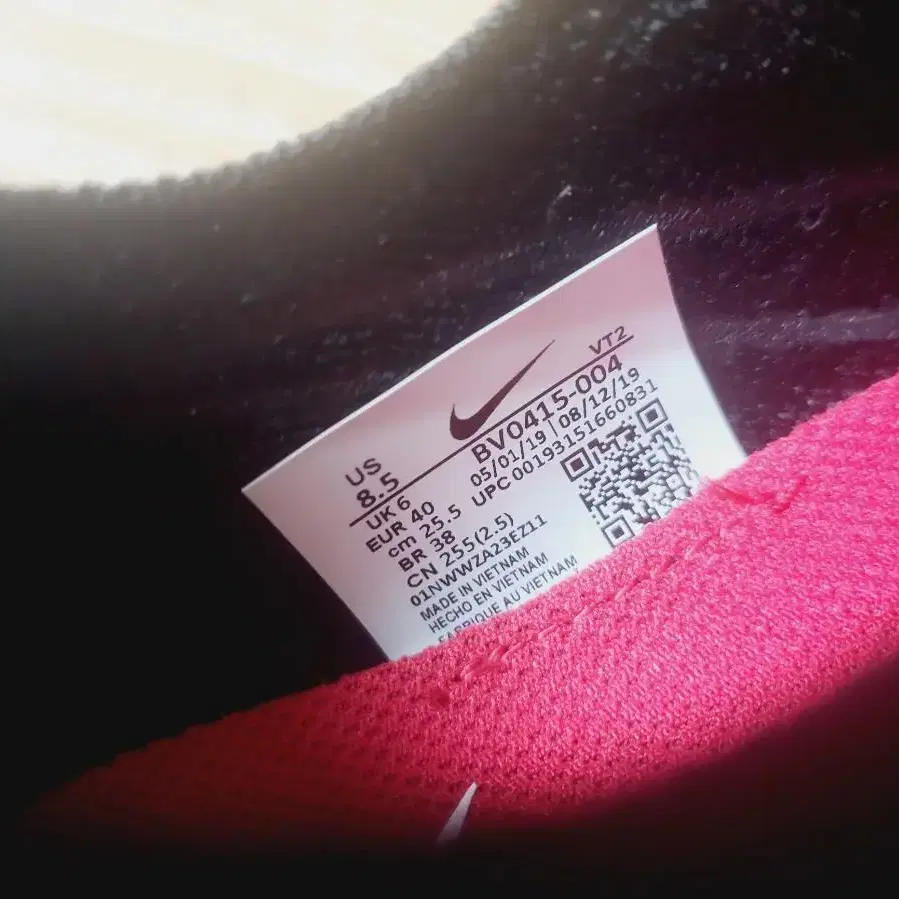 VT2
US
8.5
UK 6
EUR 40
cm 25.5
BR 38
CN 255(2.5)
BV0415-004
05/01/19 | 08/12/19
UPC 00193151660831
01NWWZA23EZ11
MADE IN VIETNAM
HECHO EN VIETNAM
FABRIQUE AU VIETNAM